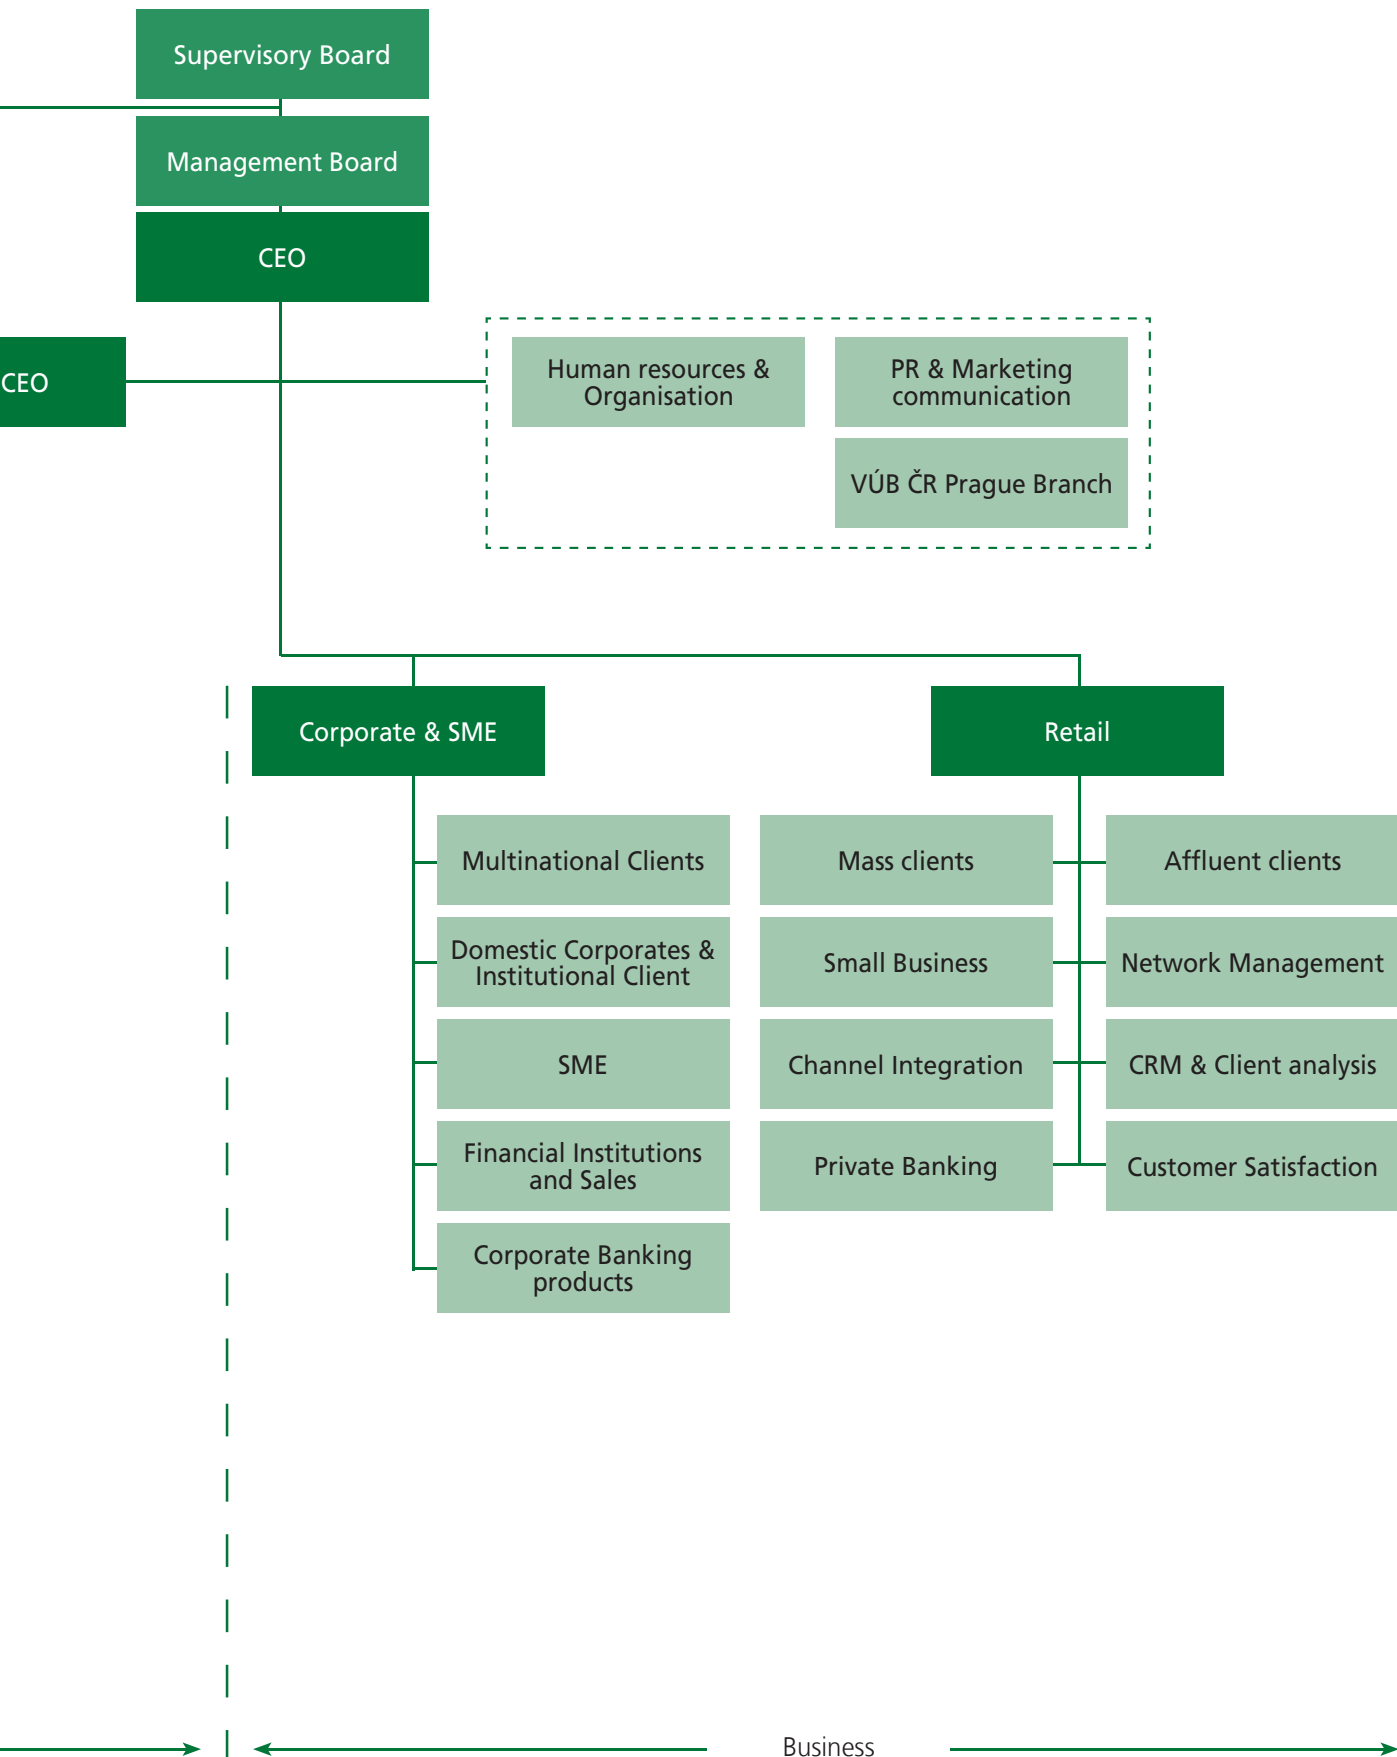 Supervisory Board
Management Board
CEO
CEO
Human resources &
Organisation
PR & Marketing
communication
VÚB ČR Prague Branch
Corporate & SME
Retail
Multinational Clients
Domestic Corporates &
Institutional Client
SME
Financial Institutions
and Sales
Corporate Banking
products
Mass clients
Small Business
Channel Integration
Private Banking
Affluent clients
Network Management
CRM & Client analysis
Customer Satisfaction
Business